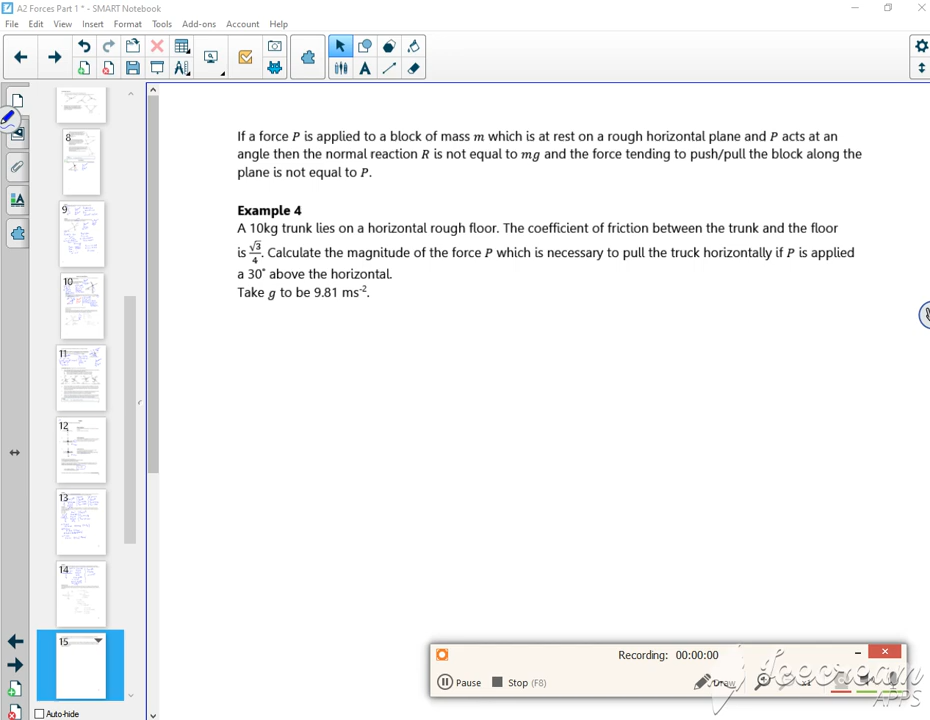 A2 Forces Part 1 * - SMART Notebook
File Edit View Insert Format Tools Add-ons Account Help
If a force P is applied to a block of mass m which is at rest on a rough horizontal plane and P acts at an
angle then the normal reaction R is not equal to mg and the force tending to push/pull the block along the
plane is not equal to P.
Example 4
A 10kg trunk lies on a horizontal rough floor. The coefficient of friction between the trunk and the floor
is √3/4. Calculate the magnitude of the force P which is necessary to pull the truck horizontally if P is applied
a 30° above the horizontal.
Take g to be 9.81 ms⁻².
8
9
10
11
12
13
14
15
Auto-hide
Recording: 00:00:00
Pause Stop (F8) Draw
Icecream
APPS